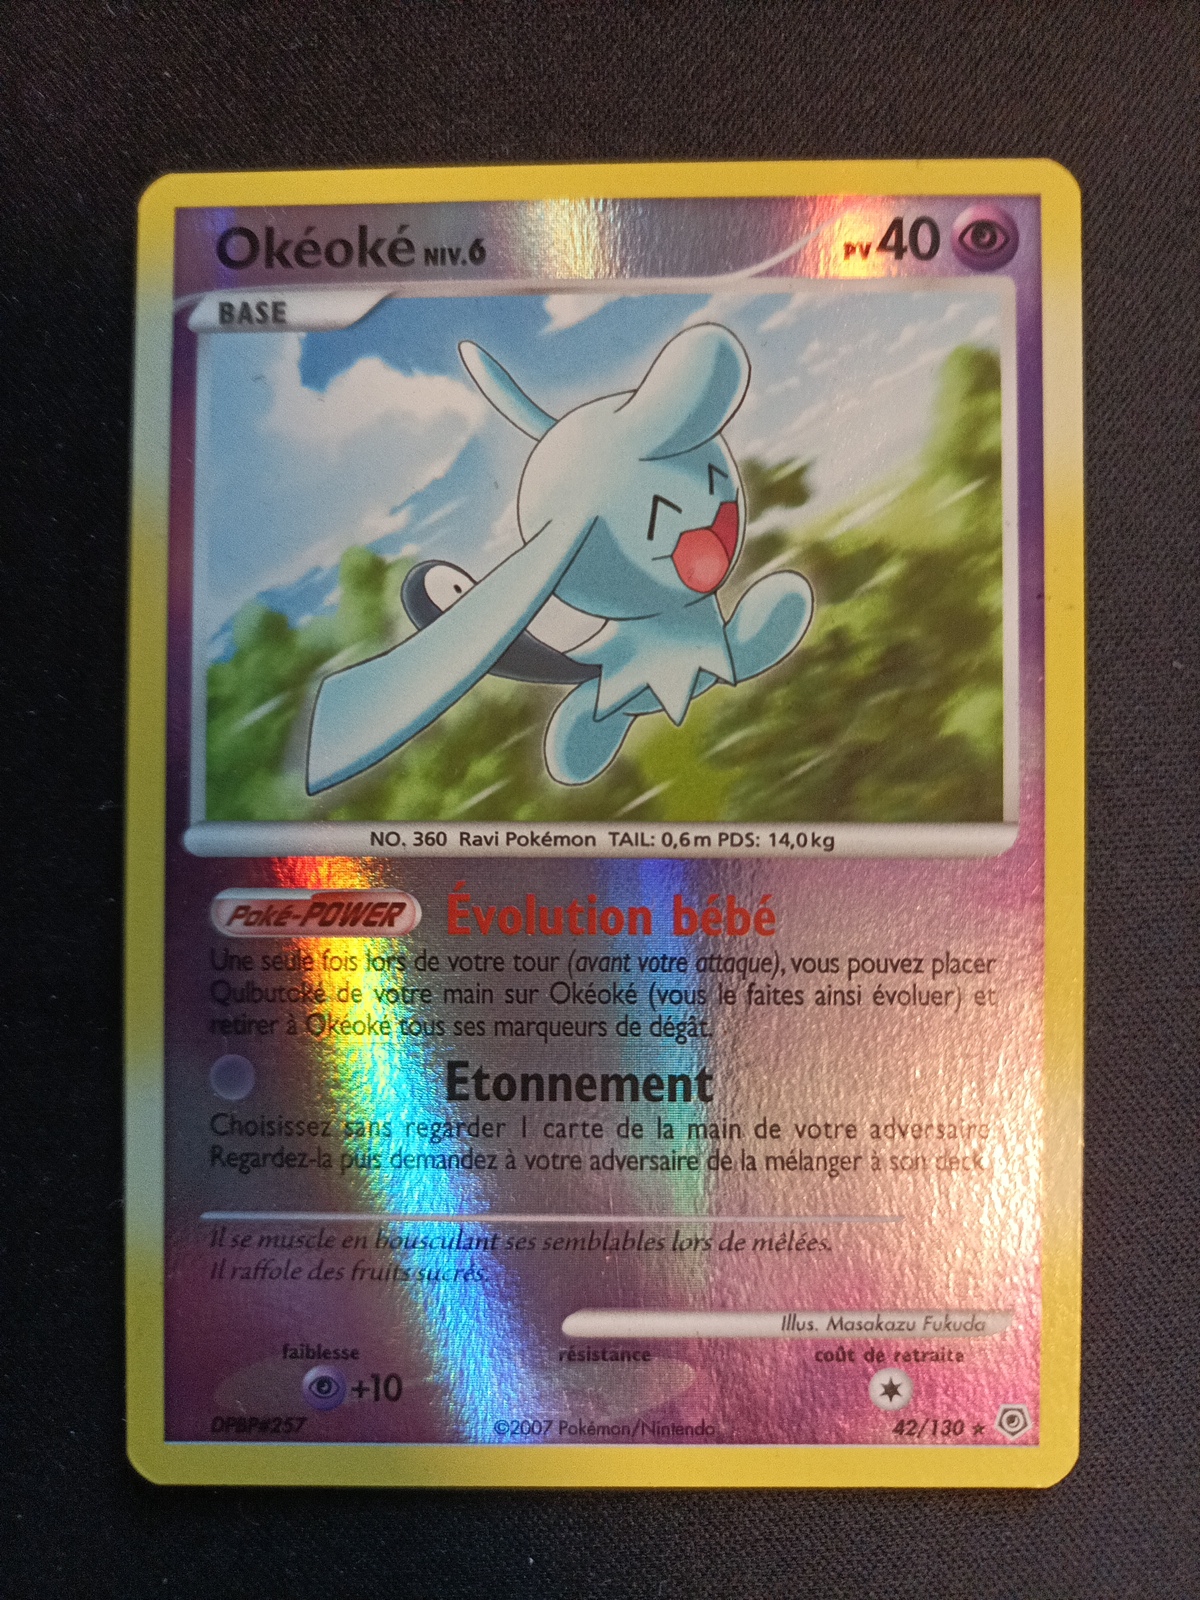 Okéoké NIV.6
PV 40
BASE
NO. 360 Ravi Pokémon TAIL: 0,6 m PDS: 14,0 kg
Poké-POWER Évolution bébé
Une seule fois lors de votre tour (avant votre attaque), vous pouvez placer
Qulbutoké de votre main sur Okéoké (vous le faites ainsi évoluer) et
retirer à Okéoké tous ses marqueurs de dégât.
Etonnement
Choisissez sans regarder 1 carte de la main de votre adversaire
Regardez-la puis demandez à votre adversaire de la mélanger à son deck
Il se muscle en bousculant ses semblables lors de mêlées.
Il raffole des fruits sucrés.
Illus. Masakazu Fukuda
faiblesse résistance coût de retraite
+10
DPBP#257 ©2007 Pokémon/Nintendo 42/130 ★